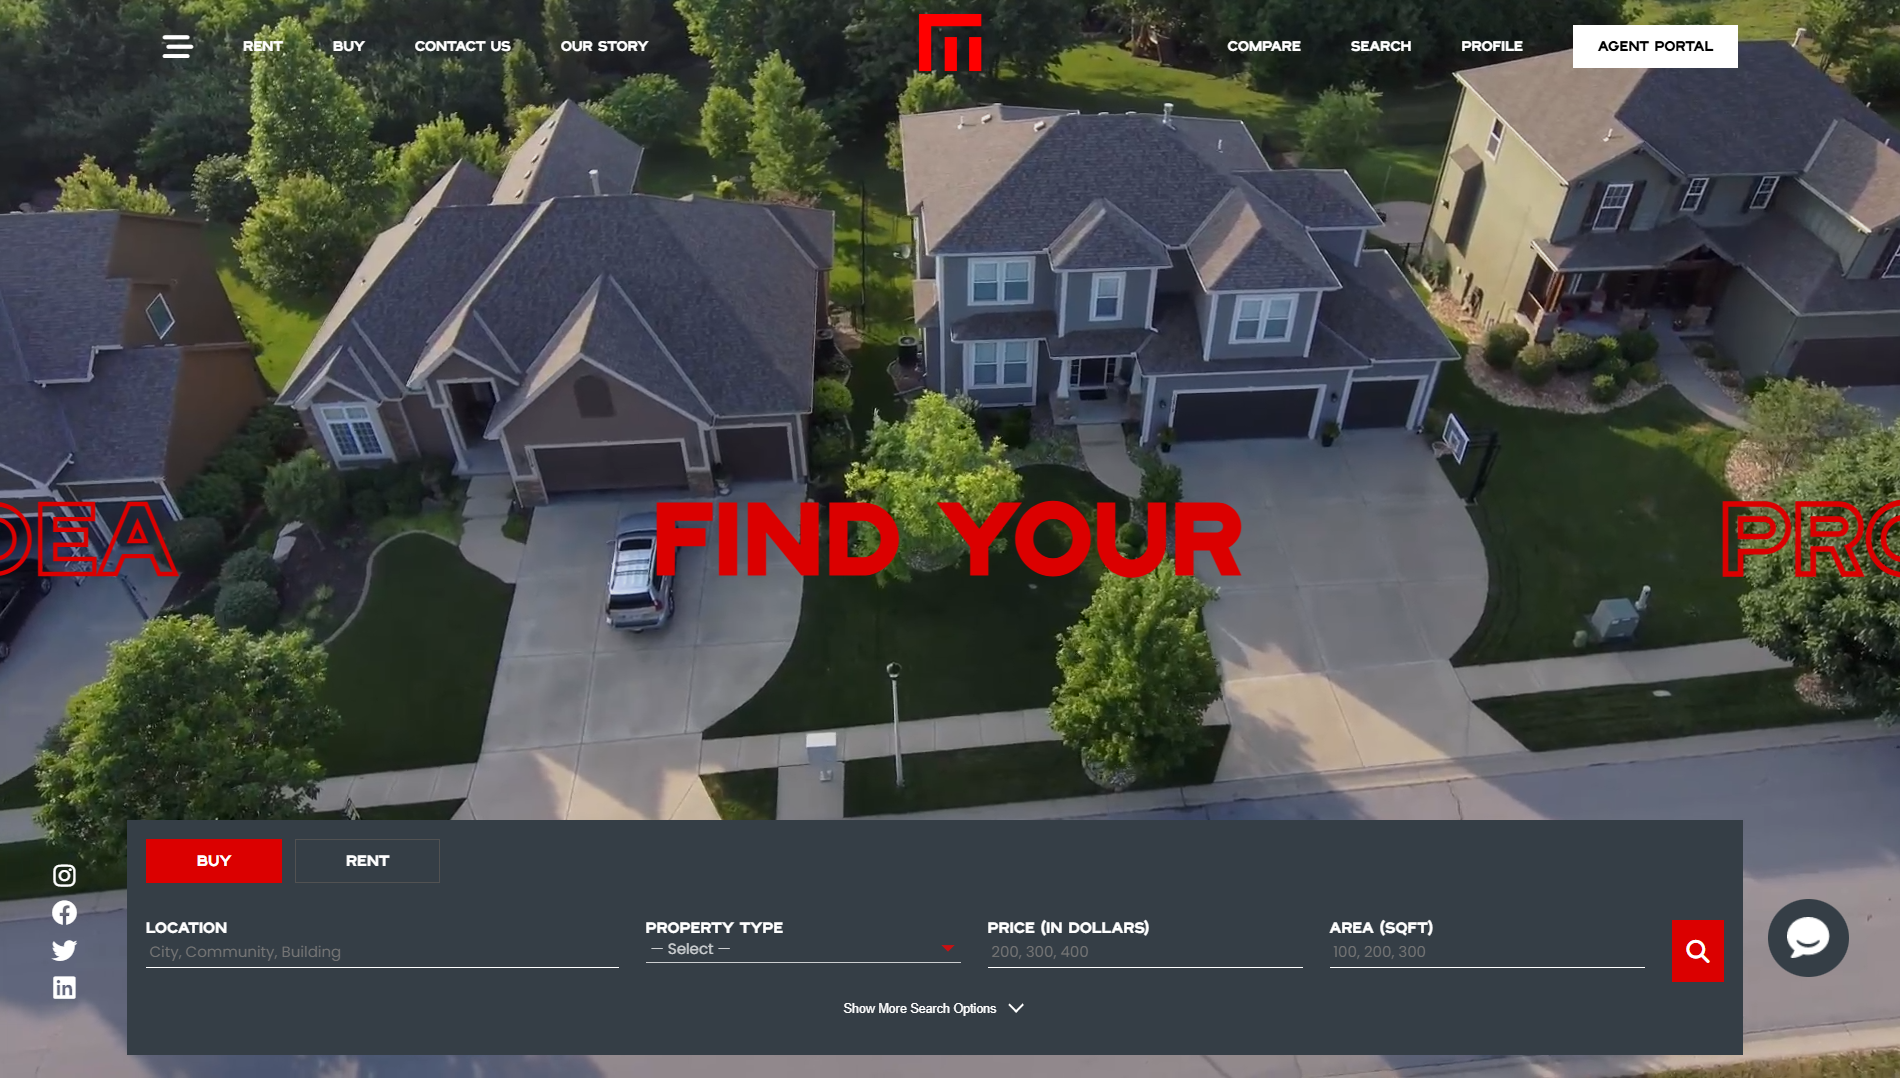 RENT BUY CONTACT US OUR STORY COMPARE SEARCH PROFILE AGENT PORTAL
DEA FIND YOUR PRO
BUY RENT
LOCATION PROPERTY TYPE PRICE (IN DOLLARS) AREA (SQFT)
City, Community, Building — Select — 200, 300, 400 100, 200, 300
Show More Search Options